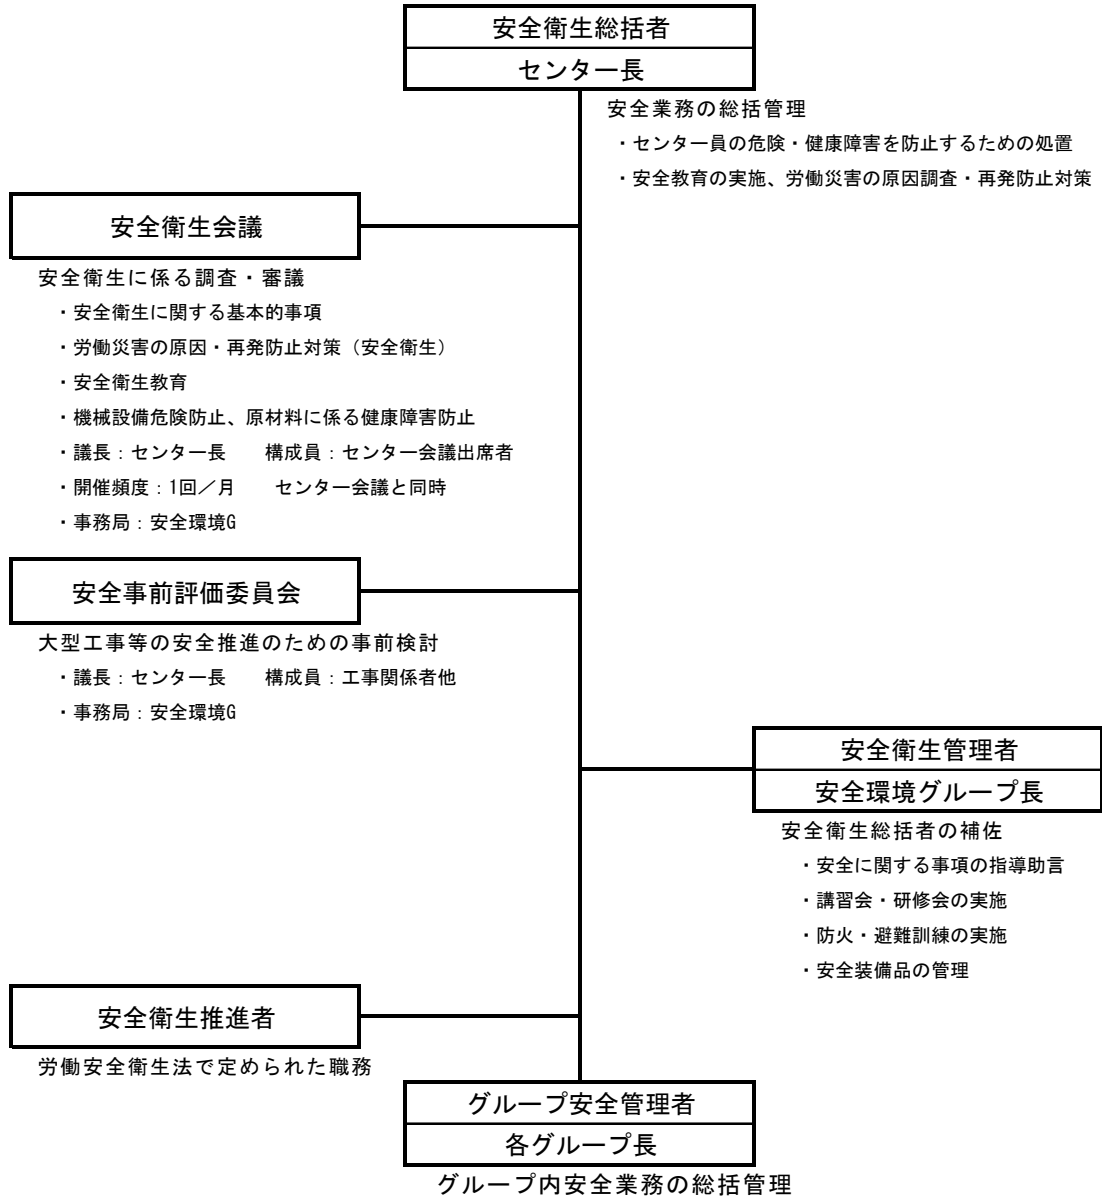 安全衛生総括者
センター長
安全業務の総括管理
・センター員の危険・健康障害を防止するための処置
・安全教育の実施、労働災害の原因調査・再発防止対策
安全衛生会議
安全衛生に係る調査・審議
・安全衛生に関する基本的事項
・労働災害の原因・再発防止対策（安全衛生）
・安全衛生教育
・機械設備危険防止、原材料に係る健康障害防止
・議長：センター長　　構成員：センター会議出席者
・開催頻度：1回／月　　センター会議と同時
・事務局：安全環境G
安全事前評価委員会
大型工事等の安全推進のための事前検討
・議長：センター長　　構成員：工事関係者他
・事務局：安全環境G
安全衛生管理者
安全環境グループ長
安全衛生総括者の補佐
・安全に関する事項の指導助言
・講習会・研修会の実施
・防火・避難訓練の実施
・安全装備品の管理
安全衛生推進者
労働安全衛生法で定められた職務
グループ安全管理者
各グループ長
グループ内安全業務の総括管理